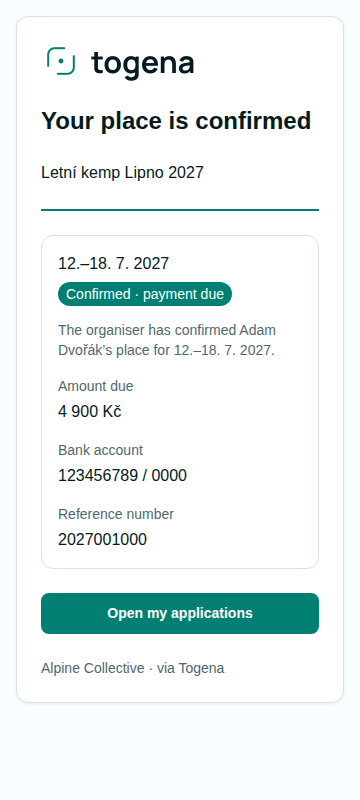 togena
Your place is confirmed
Letní kemp Lipno 2027
12.–18. 7. 2027
Confirmed · payment due
The organiser has confirmed Adam
Dvořák’s place for 12.–18. 7. 2027.
Amount due
4 900 Kč
Bank account
123456789 / 0000
Reference number
2027001000
Open my applications
Alpine Collective · via Togena